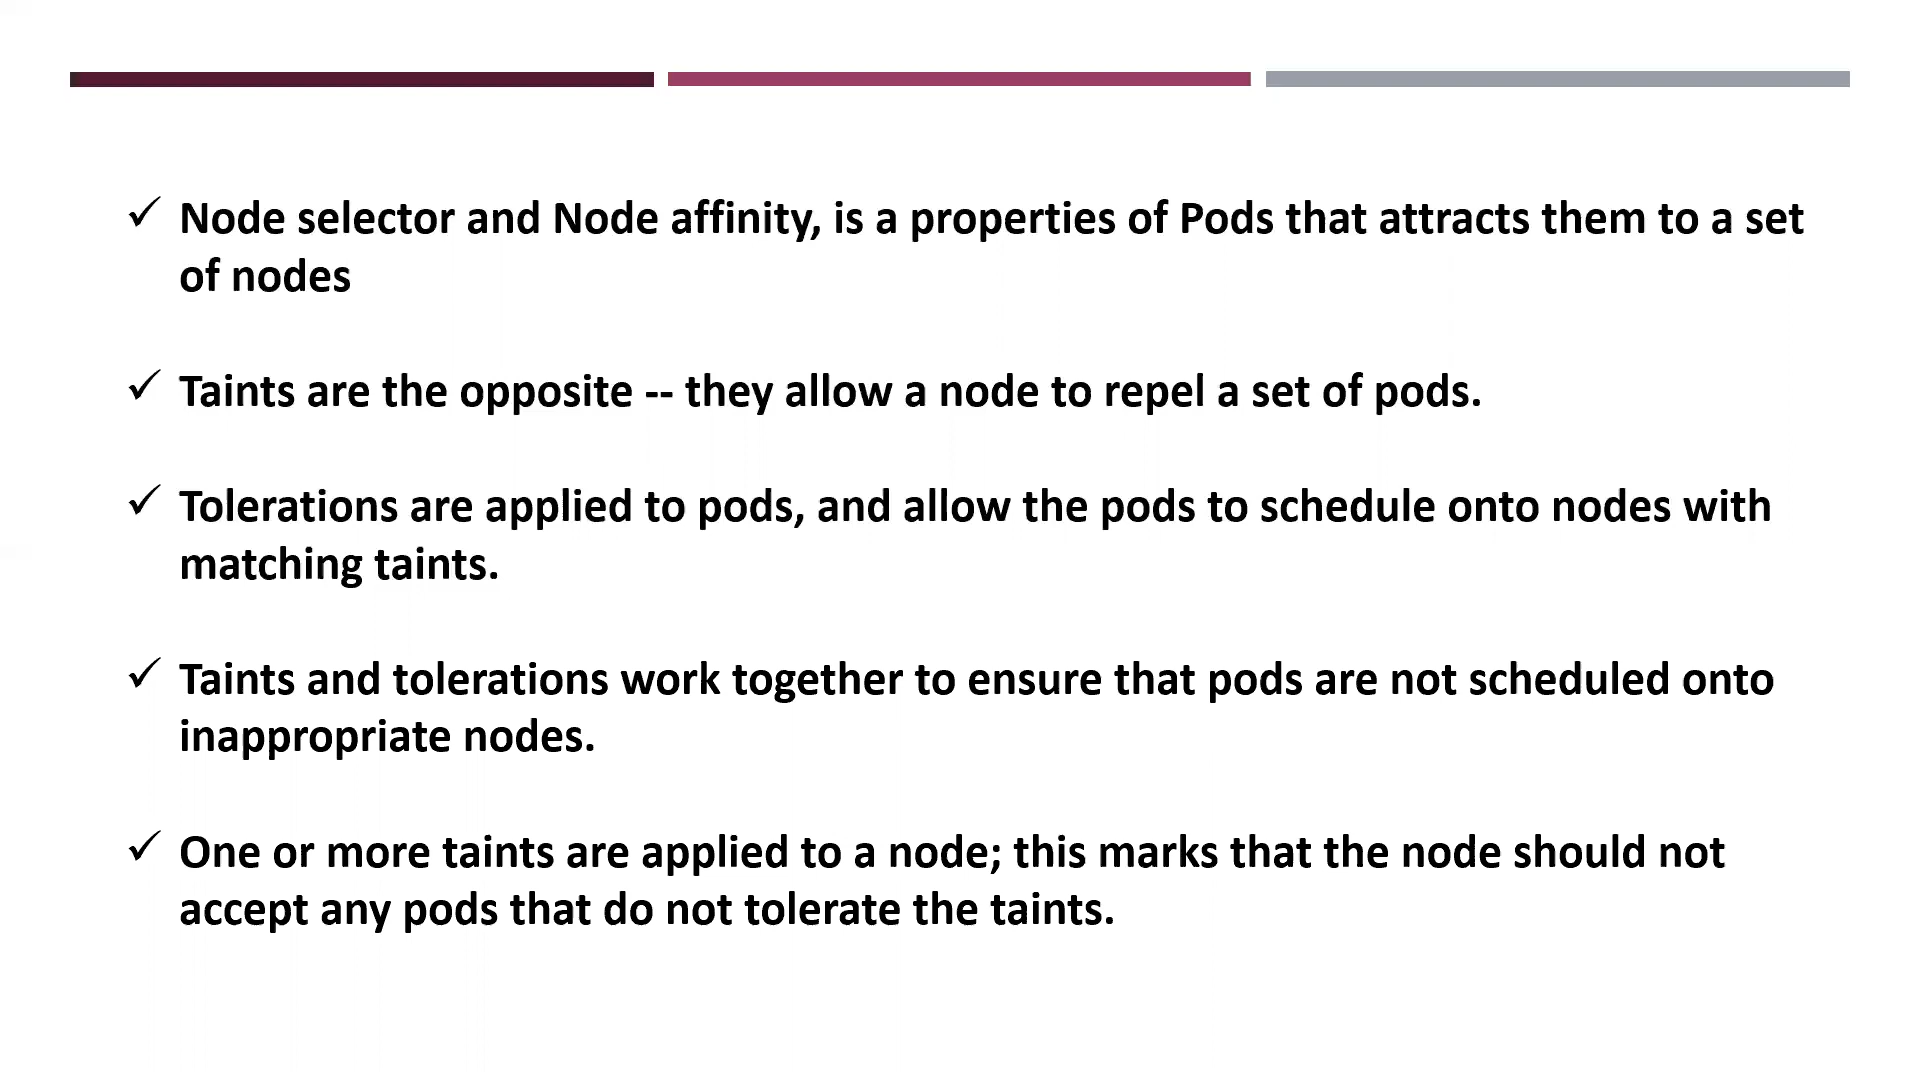 ✓ Node selector and Node affinity, is a properties of Pods that attracts them to a set
of nodes
✓ Taints are the opposite -- they allow a node to repel a set of pods.
✓ Tolerations are applied to pods, and allow the pods to schedule onto nodes with
matching taints.
✓ Taints and tolerations work together to ensure that pods are not scheduled onto
inappropriate nodes.
✓ One or more taints are applied to a node; this marks that the node should not
accept any pods that do not tolerate the taints.